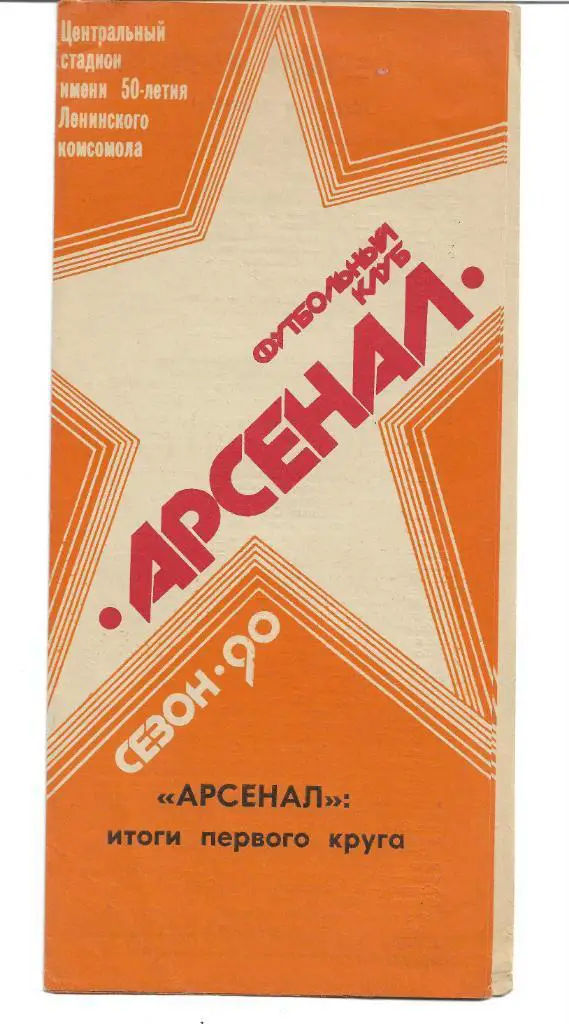 Центральный
стадион
имени 50-летия
Ленинского
комсомола
ФУТБОЛЬНЫЙ
КЛУБ
•АРСЕНАЛ•
СЕЗОН•90
«АРСЕНАЛ»:
итоги первого круга